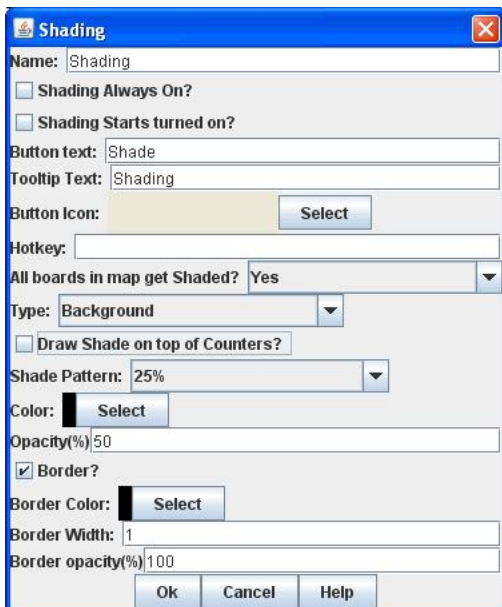 Shading
Name: Shading
Shading Always On?
Shading Starts turned on?
Button text: Shade
Tooltip Text: Shading
Button Icon: Select
Hotkey:
All boards in map get Shaded? Yes
Type: Background
Draw Shade on top of Counters?
Shade Pattern: 25%
Color: Select
Opacity(%) 50
Border?
Border Color: Select
Border Width: 1
Border opacity(%) 100
Ok Cancel Help